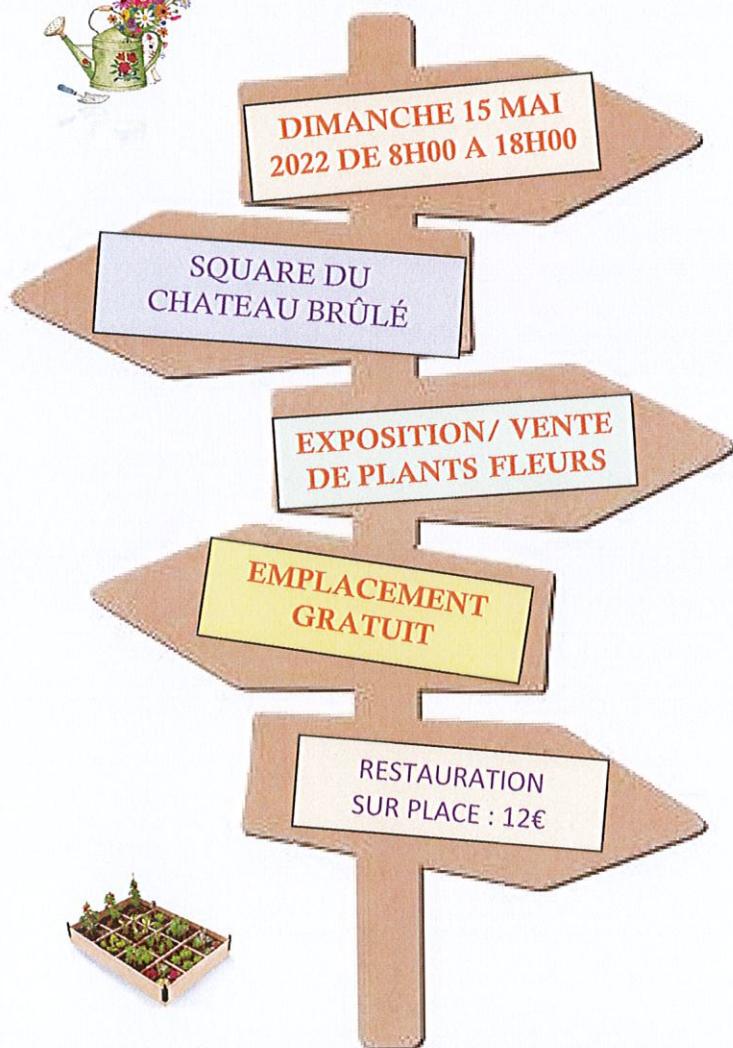 DIMANCHE 15 MAI
2022 DE 8H00 A 18H00
SQUARE DU
CHATEAU BRÛLÉ
EXPOSITION/ VENTE
DE PLANTS FLEURS
EMPLACEMENT
GRATUIT
RESTAURATION
SUR PLACE : 12€